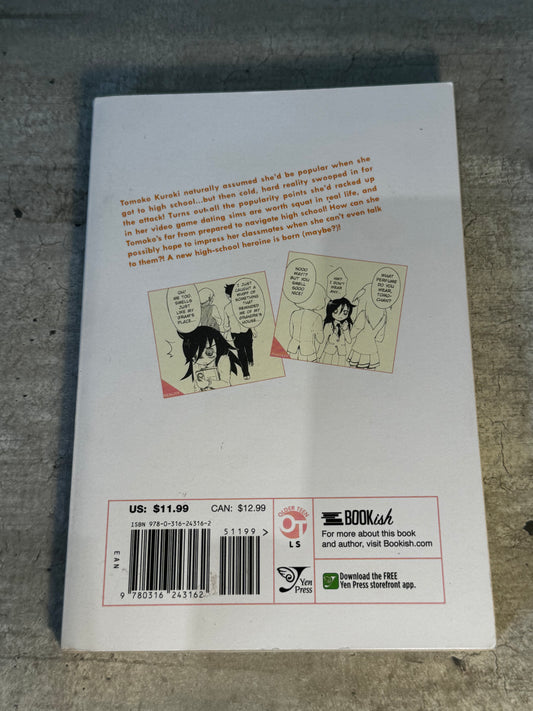 Tomoko Kuroki naturally assumed she'd be popular when she
got to high school...but then cold, hard reality swooped in for
the attack! Turns out all the popularity points she'd racked up
in her video game dating sims are worth squat in real life, and
Tomoko's far from prepared to navigate high school! How can she
possibly hope to impress her classmates when she can't even talk
to them?! A new high-school heroine is born (maybe?)!
OH!
ME TOO.
SMELLS
JUST
LIKE MY
GRAM'S
PLACE...
I JUST
CAUGHT A
WHIFF OF
SOMETHING
THAT
REMINDED
ME OF MY
GRANDPA'S
HOUSE...
NOOO
WAY!?
BUT YOU
SMELL
SOOO
NICE!
HM?
I DON'T
WEAR
ANY.
WHAT
PERFUME
DO YOU
WEAR,
TOMO-
CHAN?
US: $11.99
CAN: $12.99
ISBN 978-0-316-24316-2
51199 >
EAN
9 780316 243162
OLDER TEEN
OT
LS
Yen
Press
BOOKish
For more about this book
and author, visit Bookish.com
Download the FREE
Yen Press storefront app.